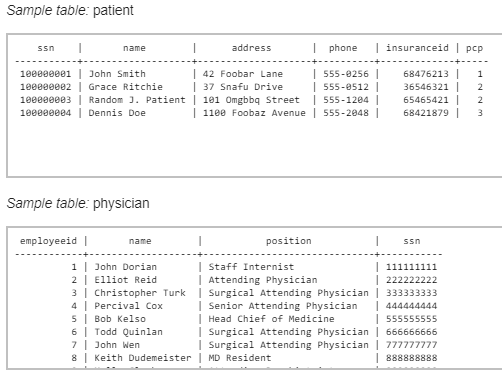 Sample table: patient
ssn | name | address | phone | insuranceid | pcp
-----------+-------------------+--------------------+----------+-------------+-----
100000001 | John Smith | 42 Foobar Lane | 555-0256 | 68476213 | 1
100000002 | Grace Ritchie | 37 Snafu Drive | 555-0512 | 36546321 | 2
100000003 | Random J. Patient | 101 Omgbbq Street | 555-1204 | 65465421 | 2
100000004 | Dennis Doe | 1100 Foobaz Avenue | 555-2048 | 68421879 | 3
Sample table: physician
employeeid | name | position | ssn
------------+-------------------+------------------------------+-----------
1 | John Dorian | Staff Internist | 111111111
2 | Elliot Reid | Attending Physician | 222222222
3 | Christopher Turk | Surgical Attending Physician | 333333333
4 | Percival Cox | Senior Attending Physician | 444444444
5 | Bob Kelso | Head Chief of Medicine | 555555555
6 | Todd Quinlan | Surgical Attending Physician | 666666666
7 | John Wen | Surgical Attending Physician | 777777777
8 | Keith Dudemeister | MD Resident | 888888888